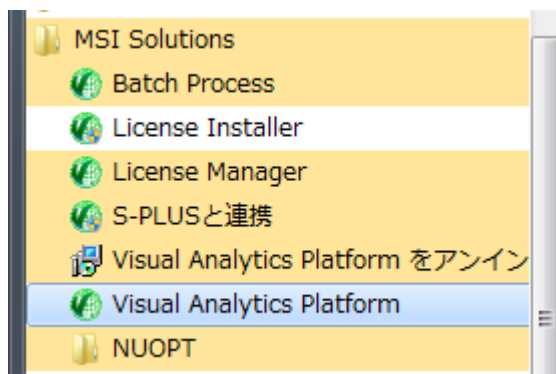 MSI Solutions
Batch Process
License Installer
License Manager
S-PLUSと連携
Visual Analytics Platform をアンイン
Visual Analytics Platform
NUOPT